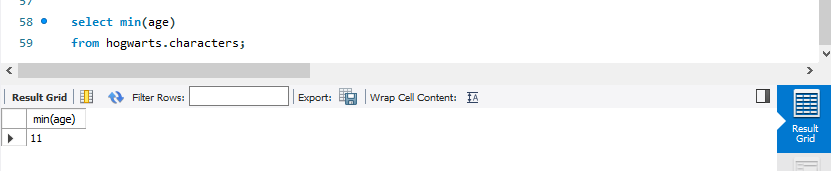 57
58 select min(age)
59 from hogwarts.characters;
Result Grid Filter Rows: Export: Wrap Cell Content:
min(age)
11
Result
Grid